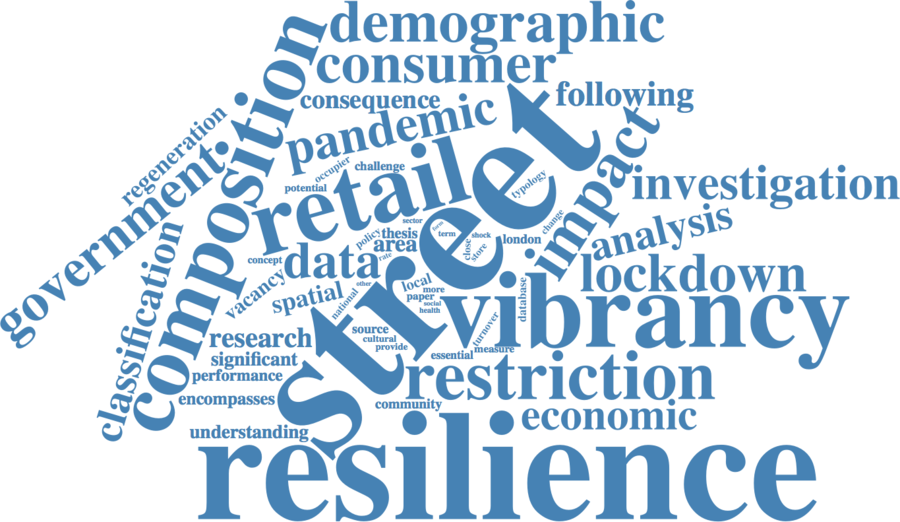 demographic
consumer
consequence
following
pandemic
composition
regeneration
government
occupier
challenge
potential
retail
street
impact
typology
investigation
sector
form
term
shock
policy
thesis
area
change
london
close
store
analysis
classification
concept
data
rate
other
lockdown
vacancy
spatial
national
local
more
paper
social
health
database
vibrancy
research
source
cultural
provide
turnover
significant
essential
measure
performance
restriction
encompasses
community
economic
understanding
resilience